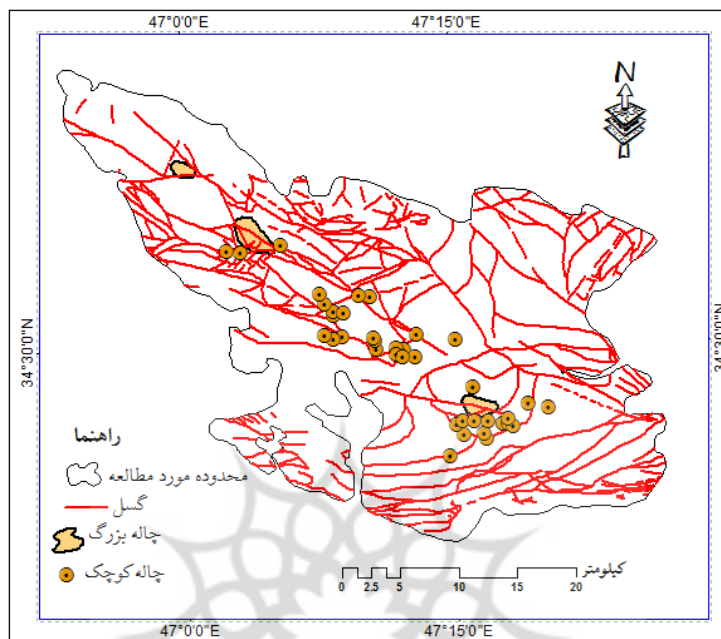 47°0'0"E 47°15'0"E
N
34°30'0"N 34°30'0"N
راهنما
محدوده مورد مطالعه
گسل
چاله بزرگ
چاله کوچک
کیلومتر
0 2.5 5 10 15 20
47°0'0"E 47°15'0"E